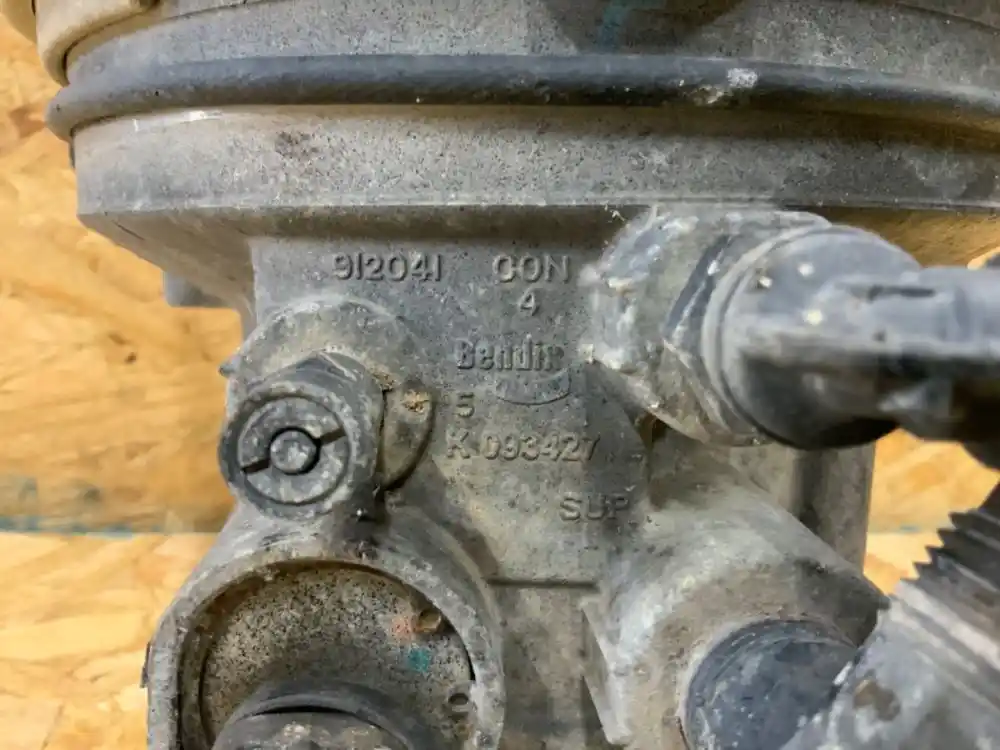 912041 CON
4
Bendix
5
K 093427
SUP